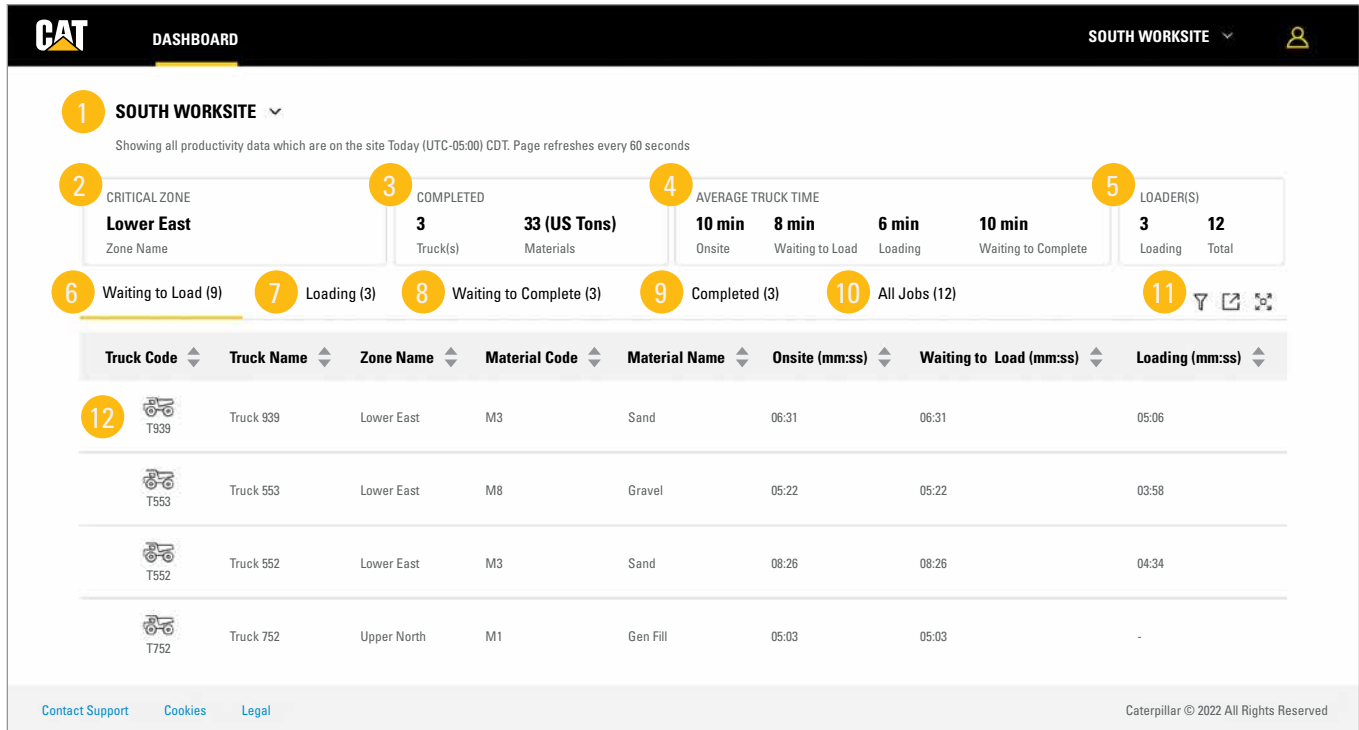 CAT DASHBOARD SOUTH WORKSITE
1 SOUTH WORKSITE
Showing all productivity data which are on the site Today (UTC-05:00) CDT. Page refreshes every 60 seconds
2 CRITICAL ZONE
Lower East
Zone Name
3 COMPLETED
3 33 (US Tons)
Truck(s) Materials
4 AVERAGE TRUCK TIME
10 min 8 min 6 min 10 min
Onsite Waiting to Load Loading Waiting to Complete
5 LOADER(S)
3 12
Loading Total
6 Waiting to Load (9) 7 Loading (3) 8 Waiting to Complete (3) 9 Completed (3) 10 All Jobs (12) 11
Truck Code Truck Name Zone Name Material Code Material Name Onsite (mm:ss) Waiting to Load (mm:ss) Loading (mm:ss)
12 T939 Truck 939 Lower East M3 Sand 06:31 06:31 05:06
T553 Truck 553 Lower East M8 Gravel 05:22 05:22 03:58
T552 Truck 552 Lower East M3 Sand 08:26 08:26 04:34
T752 Truck 752 Upper North M1 Gen Fill 05:03 05:03 -
Contact Support Cookies Legal Caterpillar © 2022 All Rights Reserved